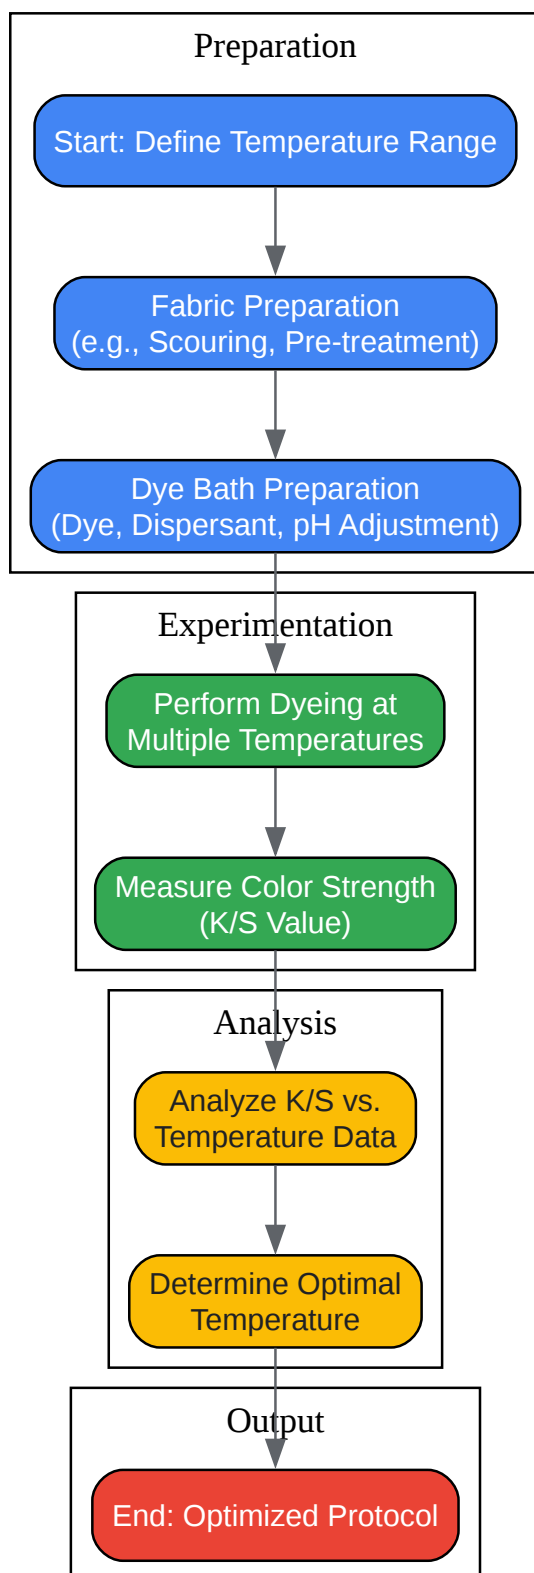 Preparation
Start: Define Temperature Range
Fabric Preparation
(e.g., Scouring, Pre-treatment)
Dye Bath Preparation
(Dye, Dispersant, pH Adjustment)
Experimentation
Perform Dyeing at
Multiple Temperatures
Measure Color Strength
(K/S Value)
Analysis
Analyze K/S vs.
Temperature Data
Determine Optimal
Temperature
Output
End: Optimized Protocol